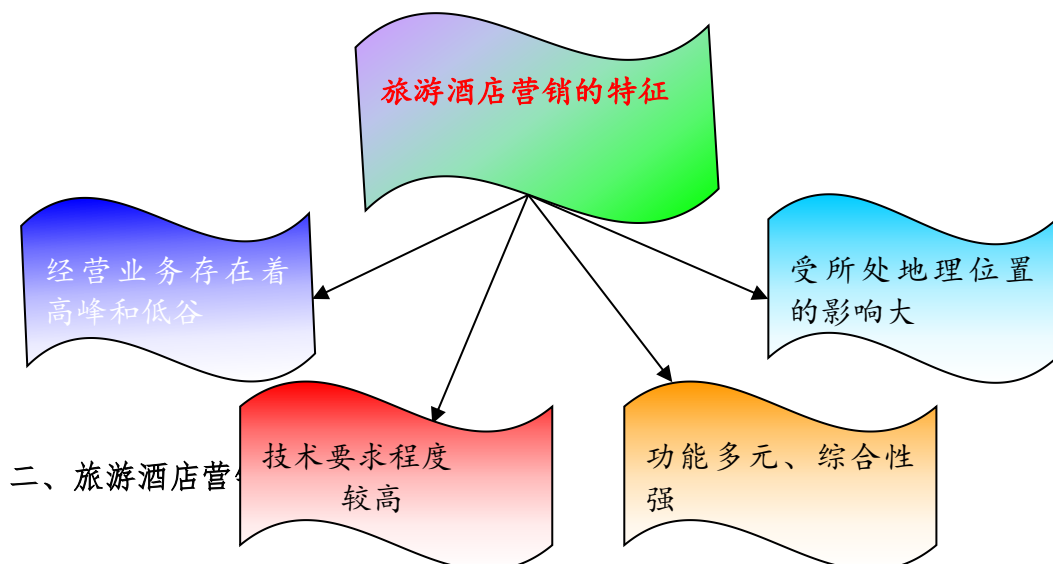 旅游酒店营销的特征
经营业务存在着
高峰和低谷
受所处地理位置
的影响大
技术要求程度
较高
功能多元、综合性
强
二、旅游酒店营